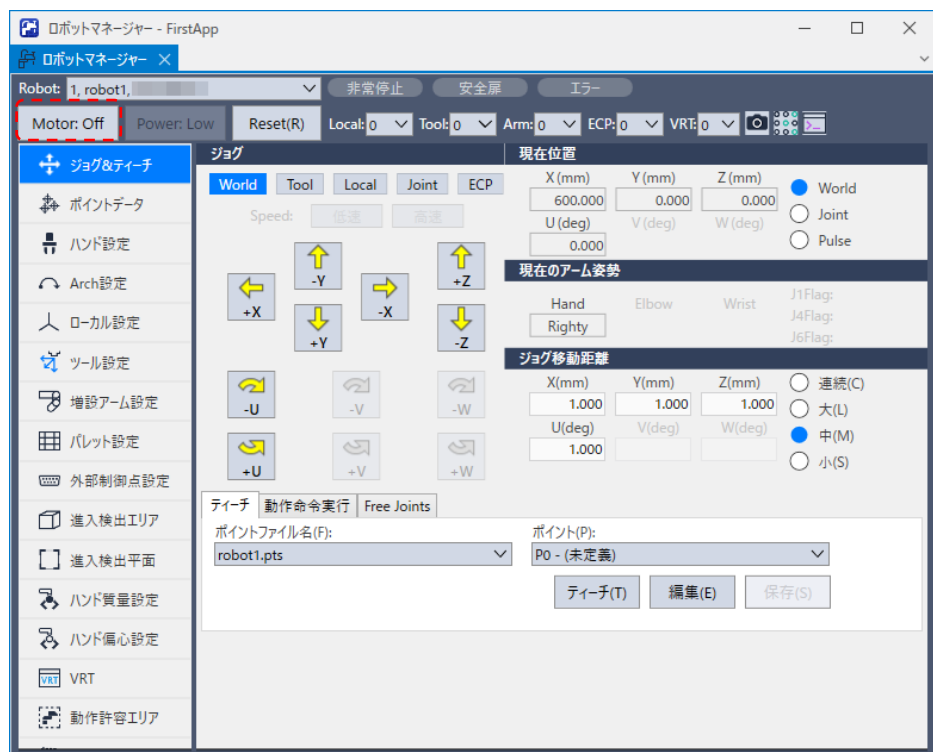 ロボットマネージャー - FirstApp
ロボットマネージャー
Robot: 1, robot1, 非常停止 安全扉 エラー
Motor: Off Power: Low Reset(R) Local: 0 Tool: 0 Arm: 0 ECP: 0 VRT: 0
ジョグ&ティーチ
ポイントデータ
ハンド設定
Arch設定
ローカル設定
ツール設定
増設アーム設定
パレット設定
外部制御点設定
進入検出エリア
進入検出平面
ハンド質量設定
ハンド偏心設定
VRT VRT
動作許容エリア
ジョグ
World Tool Local Joint ECP
Speed: 低速 高速
-Y +Z
+X -X
+Y -Z
-U -V -W
+U +V +W
現在位置
X (mm) Y (mm) Z (mm)
600.000 0.000 0.000
U (deg) V (deg) W (deg)
0.000
World
Joint
Pulse
現在のアーム姿勢
Hand Elbow Wrist
Righty
J1Flag:
J4Flag:
J6Flag:
ジョグ移動距離
X(mm) Y(mm) Z(mm)
1.000 1.000 1.000
U(deg) V(deg) W(deg)
1.000
連続(C)
大(L)
中(M)
小(S)
ティーチ 動作命令実行 Free Joints
ポイントファイル名(F): ポイント(P):
robot1.pts P0 - (未定義)
ティーチ(T) 編集(E) 保存(S)